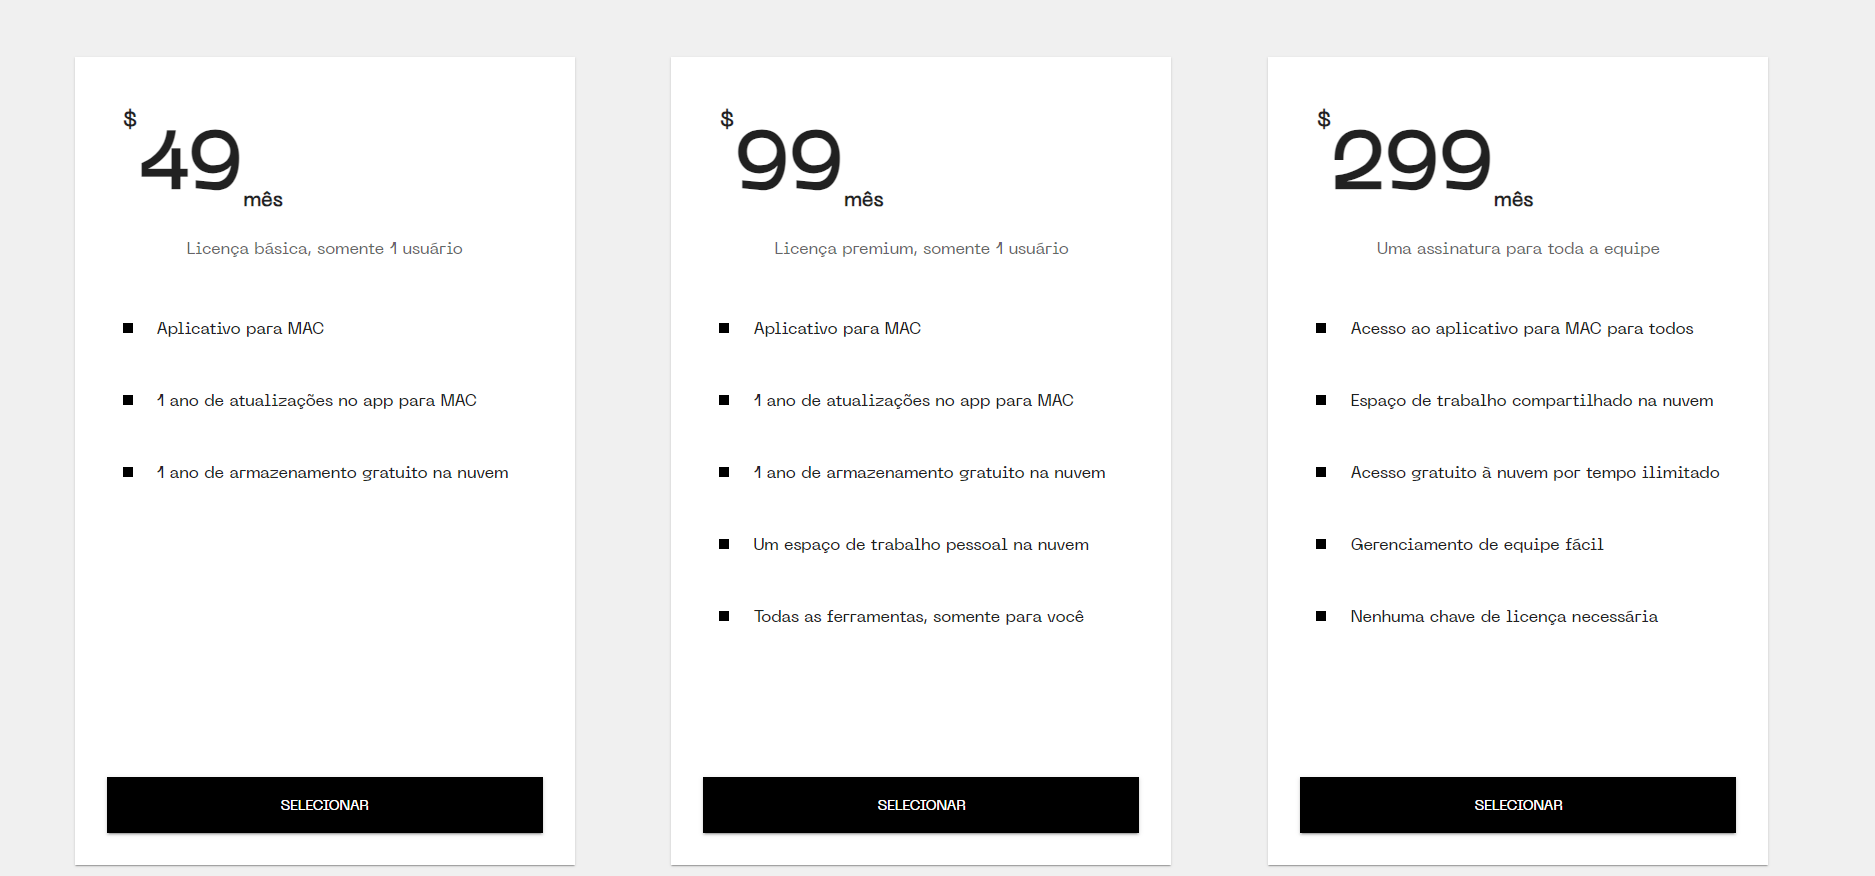 $49 mês
Licença básica, somente 1 usuário
Aplicativo para MAC
1 ano de atualizações no app para MAC
1 ano de armazenamento gratuito na nuvem
SELECIONAR
$99 mês
Licença premium, somente 1 usuário
Aplicativo para MAC
1 ano de atualizações no app para MAC
1 ano de armazenamento gratuito na nuvem
Um espaço de trabalho pessoal na nuvem
Todas as ferramentas, somente para você
SELECIONAR
$299 mês
Uma assinatura para toda a equipe
Acesso ao aplicativo para MAC para todos
Espaço de trabalho compartilhado na nuvem
Acesso gratuito à nuvem por tempo ilimitado
Gerenciamento de equipe fácil
Nenhuma chave de licença necessária
SELECIONAR